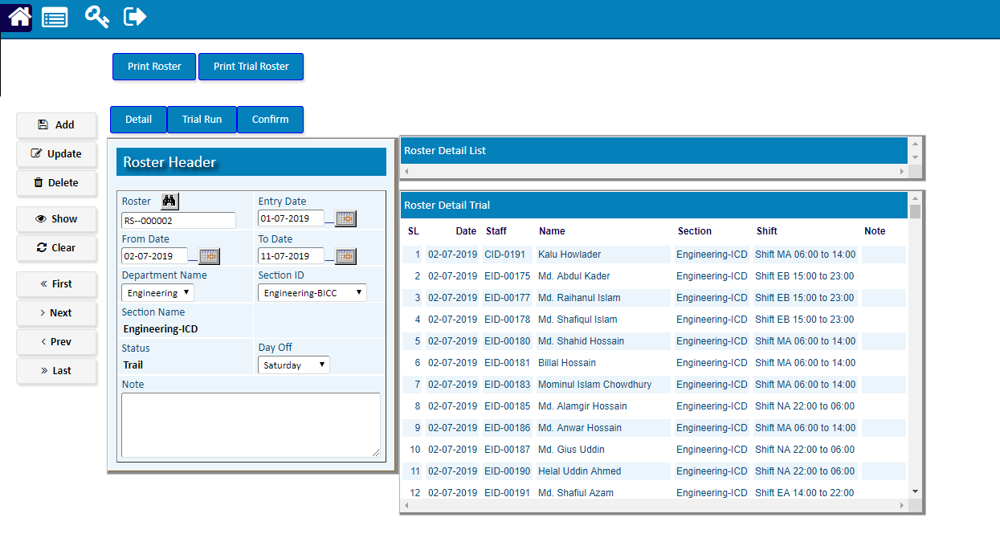 Print Roster Print Trial Roster
Detail Trial Run Confirm
Add
Update
Delete
Show
Clear
« First
› Next
‹ Prev
» Last
Roster Header
Roster Entry Date
RS--000002 01-07-2019
From Date To Date
02-07-2019 11-07-2019
Department Name Section ID
Engineering Engineering-BICC
Section Name
Engineering-ICD
Status Day Off
Trail Saturday
Note
Roster Detail List
Roster Detail Trial
SL Date Staff Name Section Shift Note
1 02-07-2019 CID-0191 Kalu Howlader Engineering-ICD Shift MA 06:00 to 14:00
2 02-07-2019 EID-00175 Md. Abdul Kader Engineering-ICD Shift EB 15:00 to 23:00
3 02-07-2019 EID-00177 Md. Raihanul Islam Engineering-ICD Shift EB 15:00 to 23:00
4 02-07-2019 EID-00178 Md. Shafiqul Islam Engineering-ICD Shift EB 15:00 to 23:00
5 02-07-2019 EID-00180 Md. Shahid Hossain Engineering-ICD Shift MA 06:00 to 14:00
6 02-07-2019 EID-00181 Billal Hossain Engineering-ICD Shift MA 06:00 to 14:00
7 02-07-2019 EID-00183 Mominul Islam Chowdhury Engineering-ICD Shift MA 06:00 to 14:00
8 02-07-2019 EID-00185 Md. Alamgir Hossain Engineering-ICD Shift NA 22:00 to 06:00
9 02-07-2019 EID-00186 Md. Anwar Hossain Engineering-ICD Shift MA 06:00 to 14:00
10 02-07-2019 EID-00187 Md. Gius Uddin Engineering-ICD Shift NA 22:00 to 06:00
11 02-07-2019 EID-00190 Helal Uddin Ahmed Engineering-ICD Shift NA 22:00 to 06:00
12 02-07-2019 EID-00191 Md. Shafiul Azam Engineering-ICD Shift EA 14:00 to 22:00